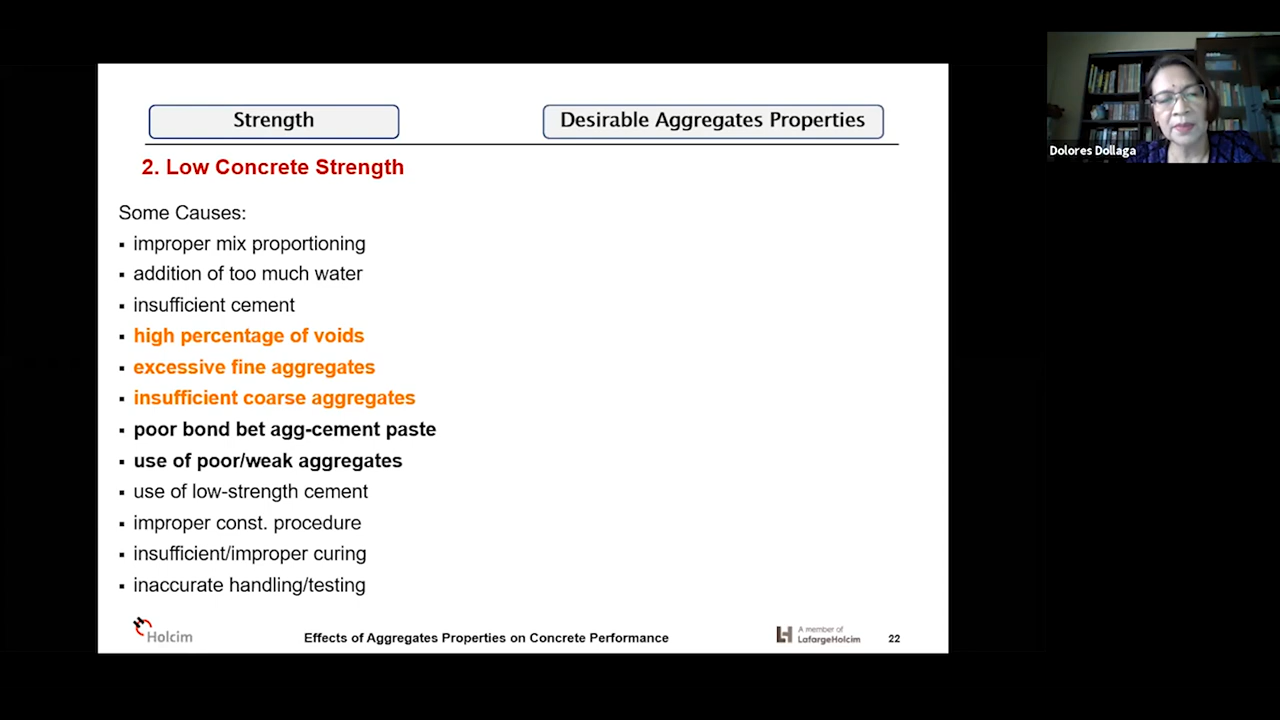 Strength
Desirable Aggregates Properties
2. Low Concrete Strength
Some Causes:
▪ improper mix proportioning
▪ addition of too much water
▪ insufficient cement
▪ high percentage of voids
▪ excessive fine aggregates
▪ insufficient coarse aggregates
▪ poor bond bet agg-cement paste
▪ use of poor/weak aggregates
▪ use of low-strength cement
▪ improper const. procedure
▪ insufficient/improper curing
▪ inaccurate handling/testing
Holcim
Effects of Aggregates Properties on Concrete Performance
A member of
LafargeHolcim
22
Dolores Dollaga